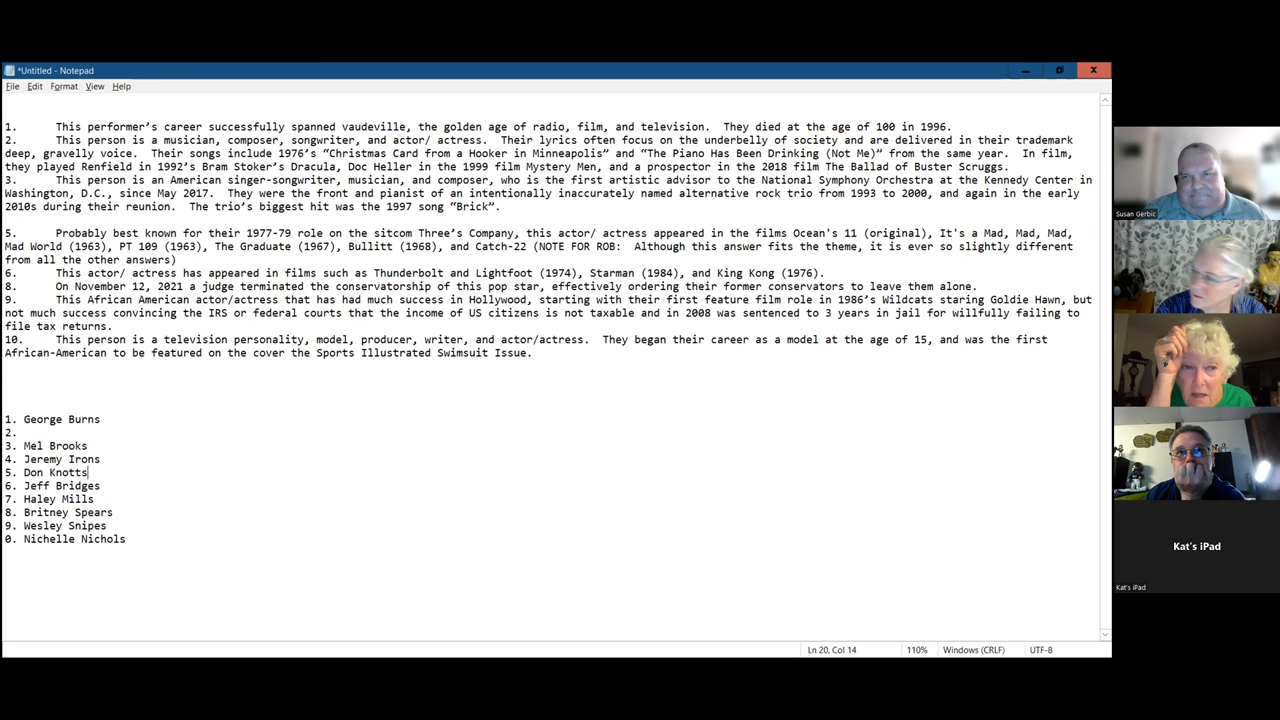 *Untitled - Notepad
File Edit Format View Help
1. This performer’s career successfully spanned vaudeville, the golden age of radio, film, and television. They died at the age of 100 in 1996.
2. This person is a musician, composer, songwriter, and actor/ actress. Their lyrics often focus on the underbelly of society and are delivered in their trademark
deep, gravelly voice. Their songs include 1976’s “Christmas Card from a Hooker in Minneapolis” and “The Piano Has Been Drinking (Not Me)” from the same year. In film,
they played Renfield in 1992’s Bram Stoker’s Dracula, Doc Heller in the 1999 film Mystery Men, and a prospector in the 2018 film The Ballad of Buster Scruggs.
3. This person is an American singer-songwriter, musician, and composer, who is the first artistic advisor to the National Symphony Orchestra at the Kennedy Center in
Washington, D.C., since May 2017. They were the front and pianist of an intentionally inaccurately named alternative rock trio from 1993 to 2000, and again in the early
2010s during their reunion. The trio’s biggest hit was the 1997 song “Brick”.
5. Probably best known for their 1977-79 role on the sitcom Three’s Company, this actor/ actress appeared in the films Ocean's 11 (original), It's a Mad, Mad, Mad,
Mad World (1963), PT 109 (1963), The Graduate (1967), Bullitt (1968), and Catch-22 (NOTE FOR ROB: Although this answer fits the theme, it is ever so slightly different
from all the other answers)
6. This actor/ actress has appeared in films such as Thunderbolt and Lightfoot (1974), Starman (1984), and King Kong (1976).
8. On November 12, 2021 a judge terminated the conservatorship of this pop star, effectively ordering their former conservators to leave them alone.
9. This African American actor/actress that has had much success in Hollywood, starting with their first feature film role in 1986’s Wildcats staring Goldie Hawn, but
not much success convincing the IRS or federal courts that the income of US citizens is not taxable and in 2008 was sentenced to 3 years in jail for willfully failing to
file tax returns.
10. This person is a television personality, model, producer, writer, and actor/actress. They began their career as a model at the age of 15, and was the first
African-American to be featured on the cover the Sports Illustrated Swimsuit Issue.
1. George Burns
2.
3. Mel Brooks
4. Jeremy Irons
5. Don Knotts
6. Jeff Bridges
7. Haley Mills
8. Britney Spears
9. Wesley Snipes
0. Nichelle Nichols
Ln 20, Col 14 110% Windows (CRLF) UTF-8
Susan Gerbic
Kat's iPad
Kat's iPad